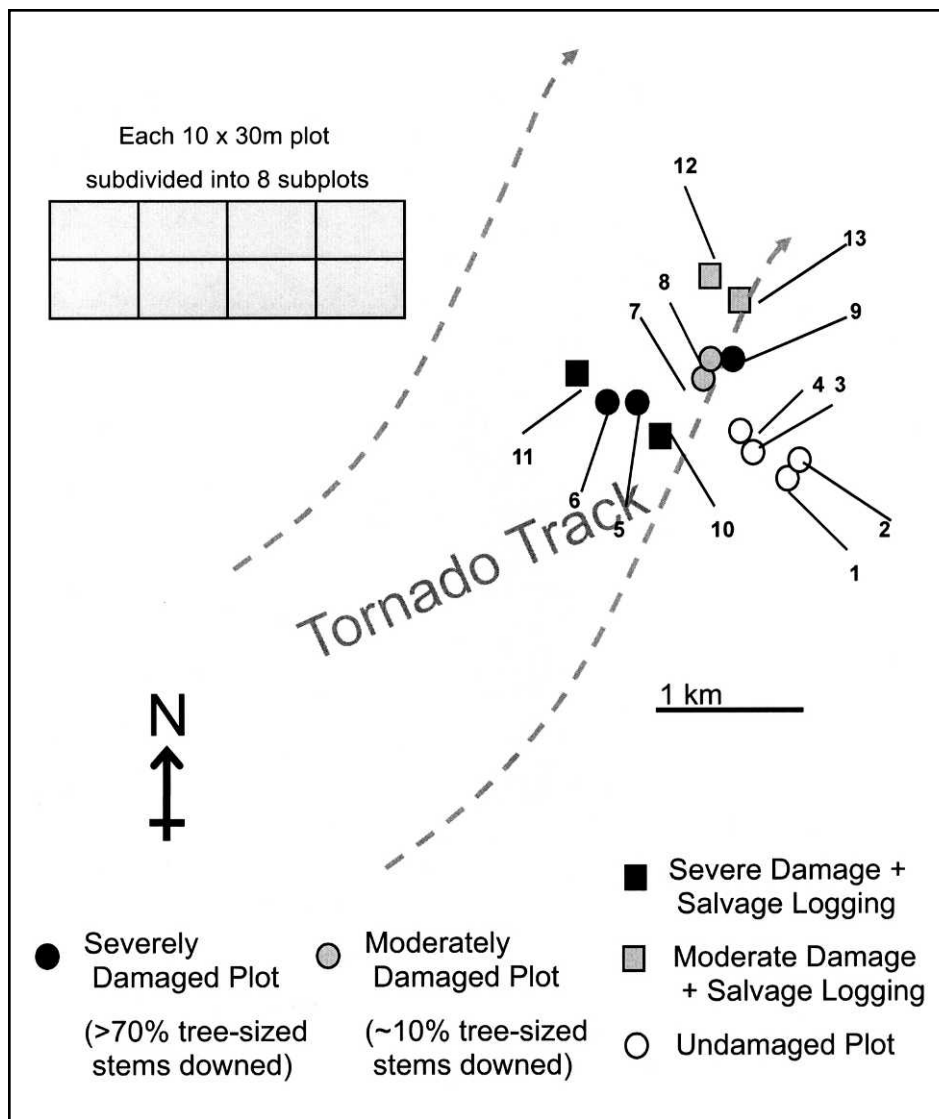 Each 10 x 30m plot
subdivided into 8 subplots
12
13
8
7
9
4 3
11
6
5
10
2
1
Tornado Track
N
1 km
Severe Damage +
Salvage Logging
Severely
Damaged Plot
(>70% tree-sized
stems downed)
Moderately
Damaged Plot
(~10% tree-sized
stems downed)
Moderate Damage
+ Salvage Logging
Undamaged Plot